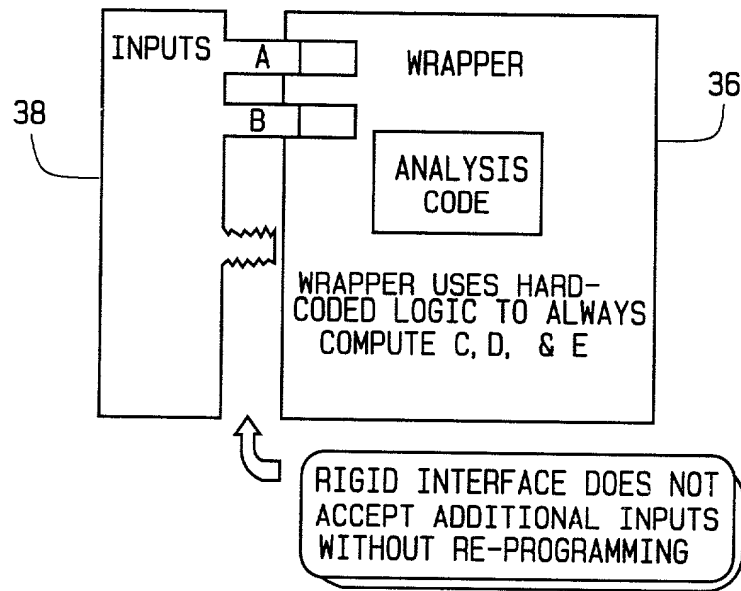 INPUTS
A
WRAPPER
36
38
B
ANALYSIS
CODE
WRAPPER USES HARD-
CODED LOGIC TO ALWAYS
COMPUTE C, D, & E
RIGID INTERFACE DOES NOT
ACCEPT ADDITIONAL INPUTS
WITHOUT RE-PROGRAMMING